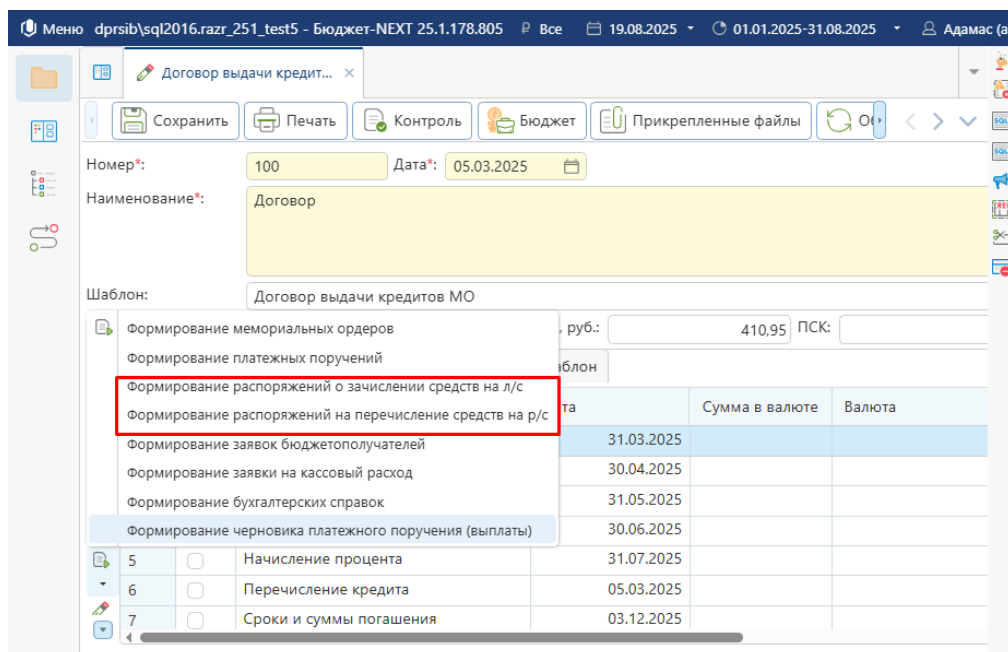 Меню dprsib\sql2016.razr_251_test5 - Бюджет-NEXT 25.1.178.805 Все 19.08.2025 01.01.2025-31.08.2025 Адамас (а
Договор выдачи кредит...
Сохранить Печать Контроль Бюджет Прикрепленные файлы
Номер*: 100 Дата*: 05.03.2025
Наименование*: Договор
Шаблон: Договор выдачи кредитов МО
Формирование мемориальных ордеров
, руб.: 410,95 ПСК:
Формирование платежных поручений
аблон
Формирование распоряжений о зачислении средств на л/с
Формирование распоряжений на перечисление средств на р/с
та Сумма в валюте Валюта
Формирование заявок бюджетополучателей 31.03.2025
Формирование заявки на кассовый расход 30.04.2025
Формирование бухгалтерских справок 31.05.2025
Формирование черновика платежного поручения (выплаты) 30.06.2025
5 Начисление процента 31.07.2025
6 Перечисление кредита 05.03.2025
7 Сроки и суммы погашения 03.12.2025